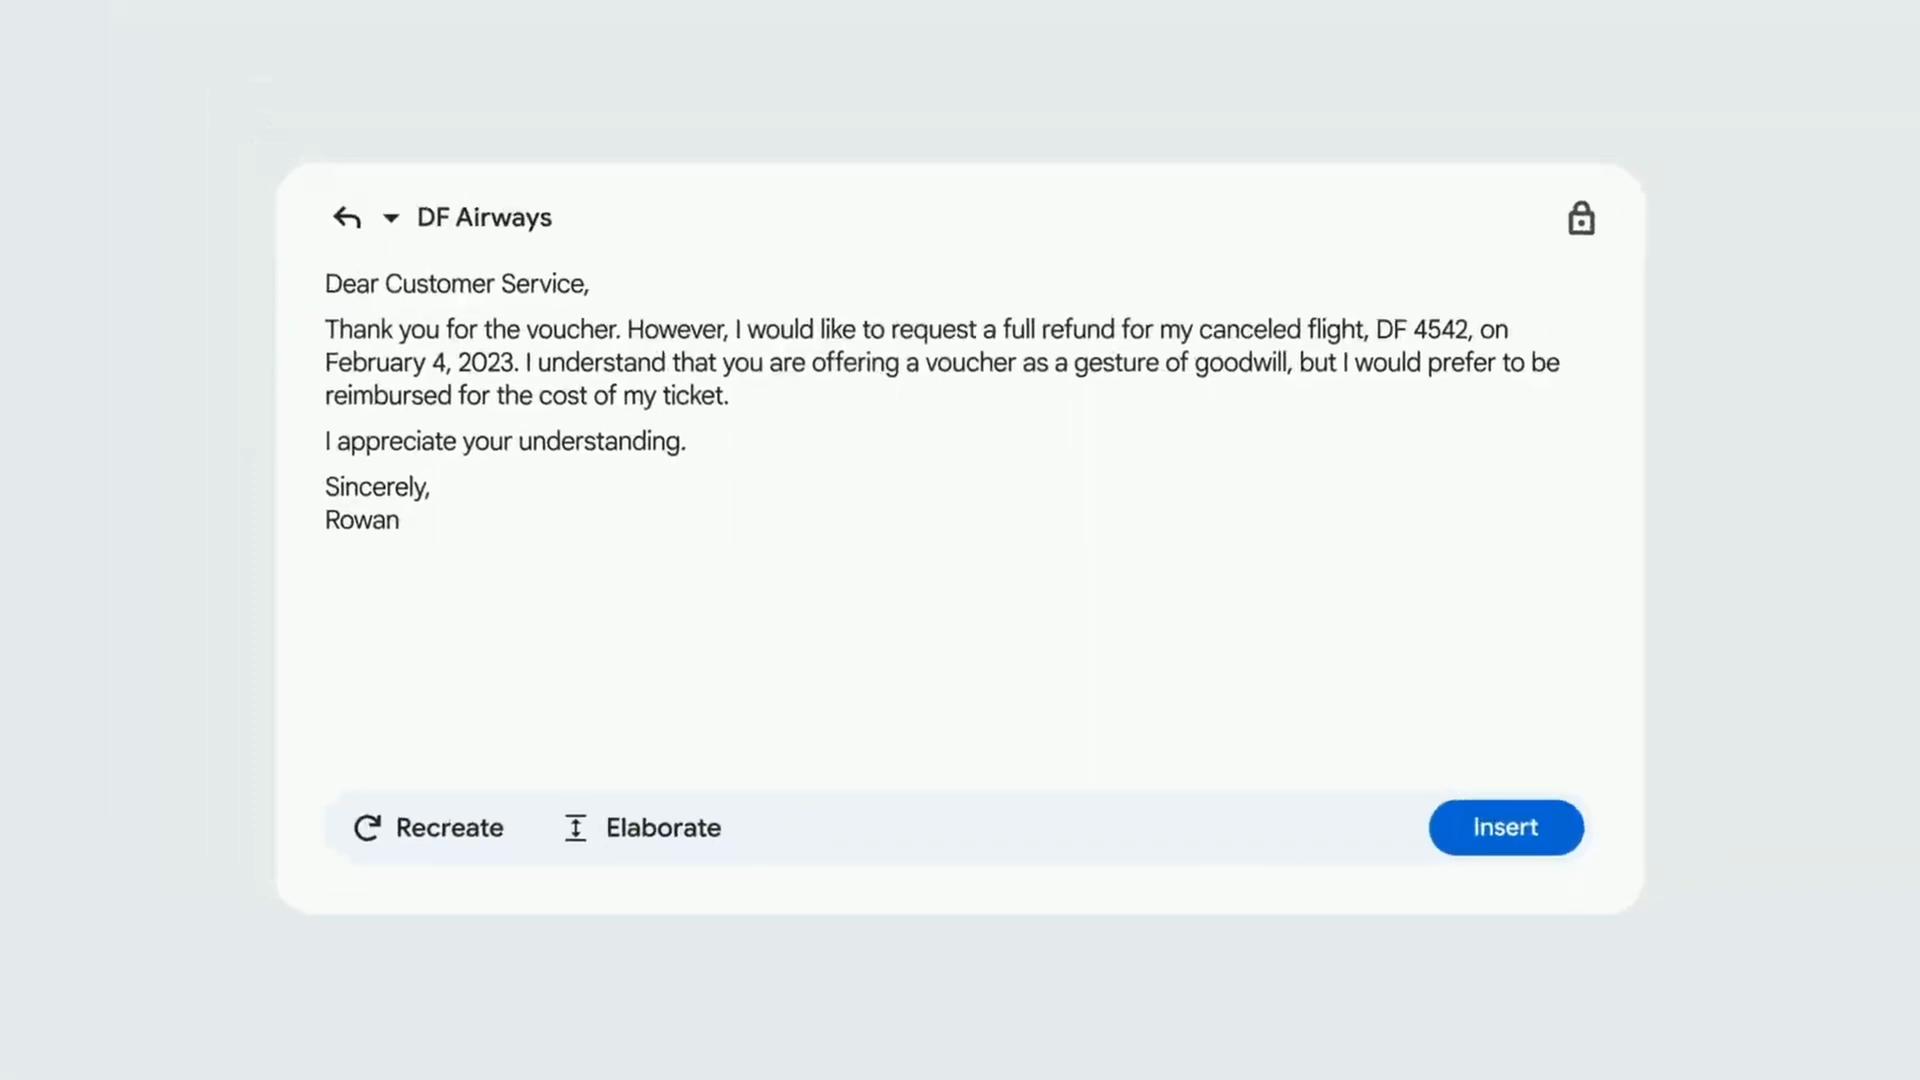 DF Airways
Dear Customer Service,
Thank you for the voucher. However, I would like to request a full refund for my canceled flight, DF 4542, on
February 4, 2023. I understand that you are offering a voucher as a gesture of goodwill, but I would prefer to be
reimbursed for the cost of my ticket.
I appreciate your understanding.
Sincerely,
Rowan
Recreate Elaborate Insert